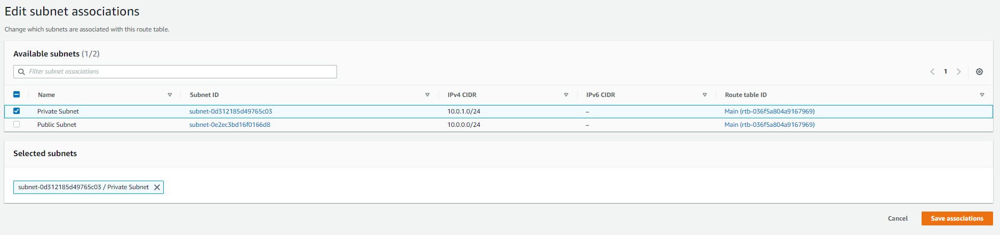 Edit subnet associations
Change which subnets are associated with this route table.
Available subnets (1/2)
Filter subnet associations
1
Name Subnet ID IPv4 CIDR IPv6 CIDR Route table ID
Private Subnet subnet-0d312185d49765c03 10.0.1.0/24 – Main (rtb-036f5a804a9167969)
Public Subnet subnet-0e2ec3bd16f0166d8 10.0.0.0/24 – Main (rtb-036f5a804a9167969)
Selected subnets
subnet-0d312185d49765c03 / Private Subnet
Cancel Save associations